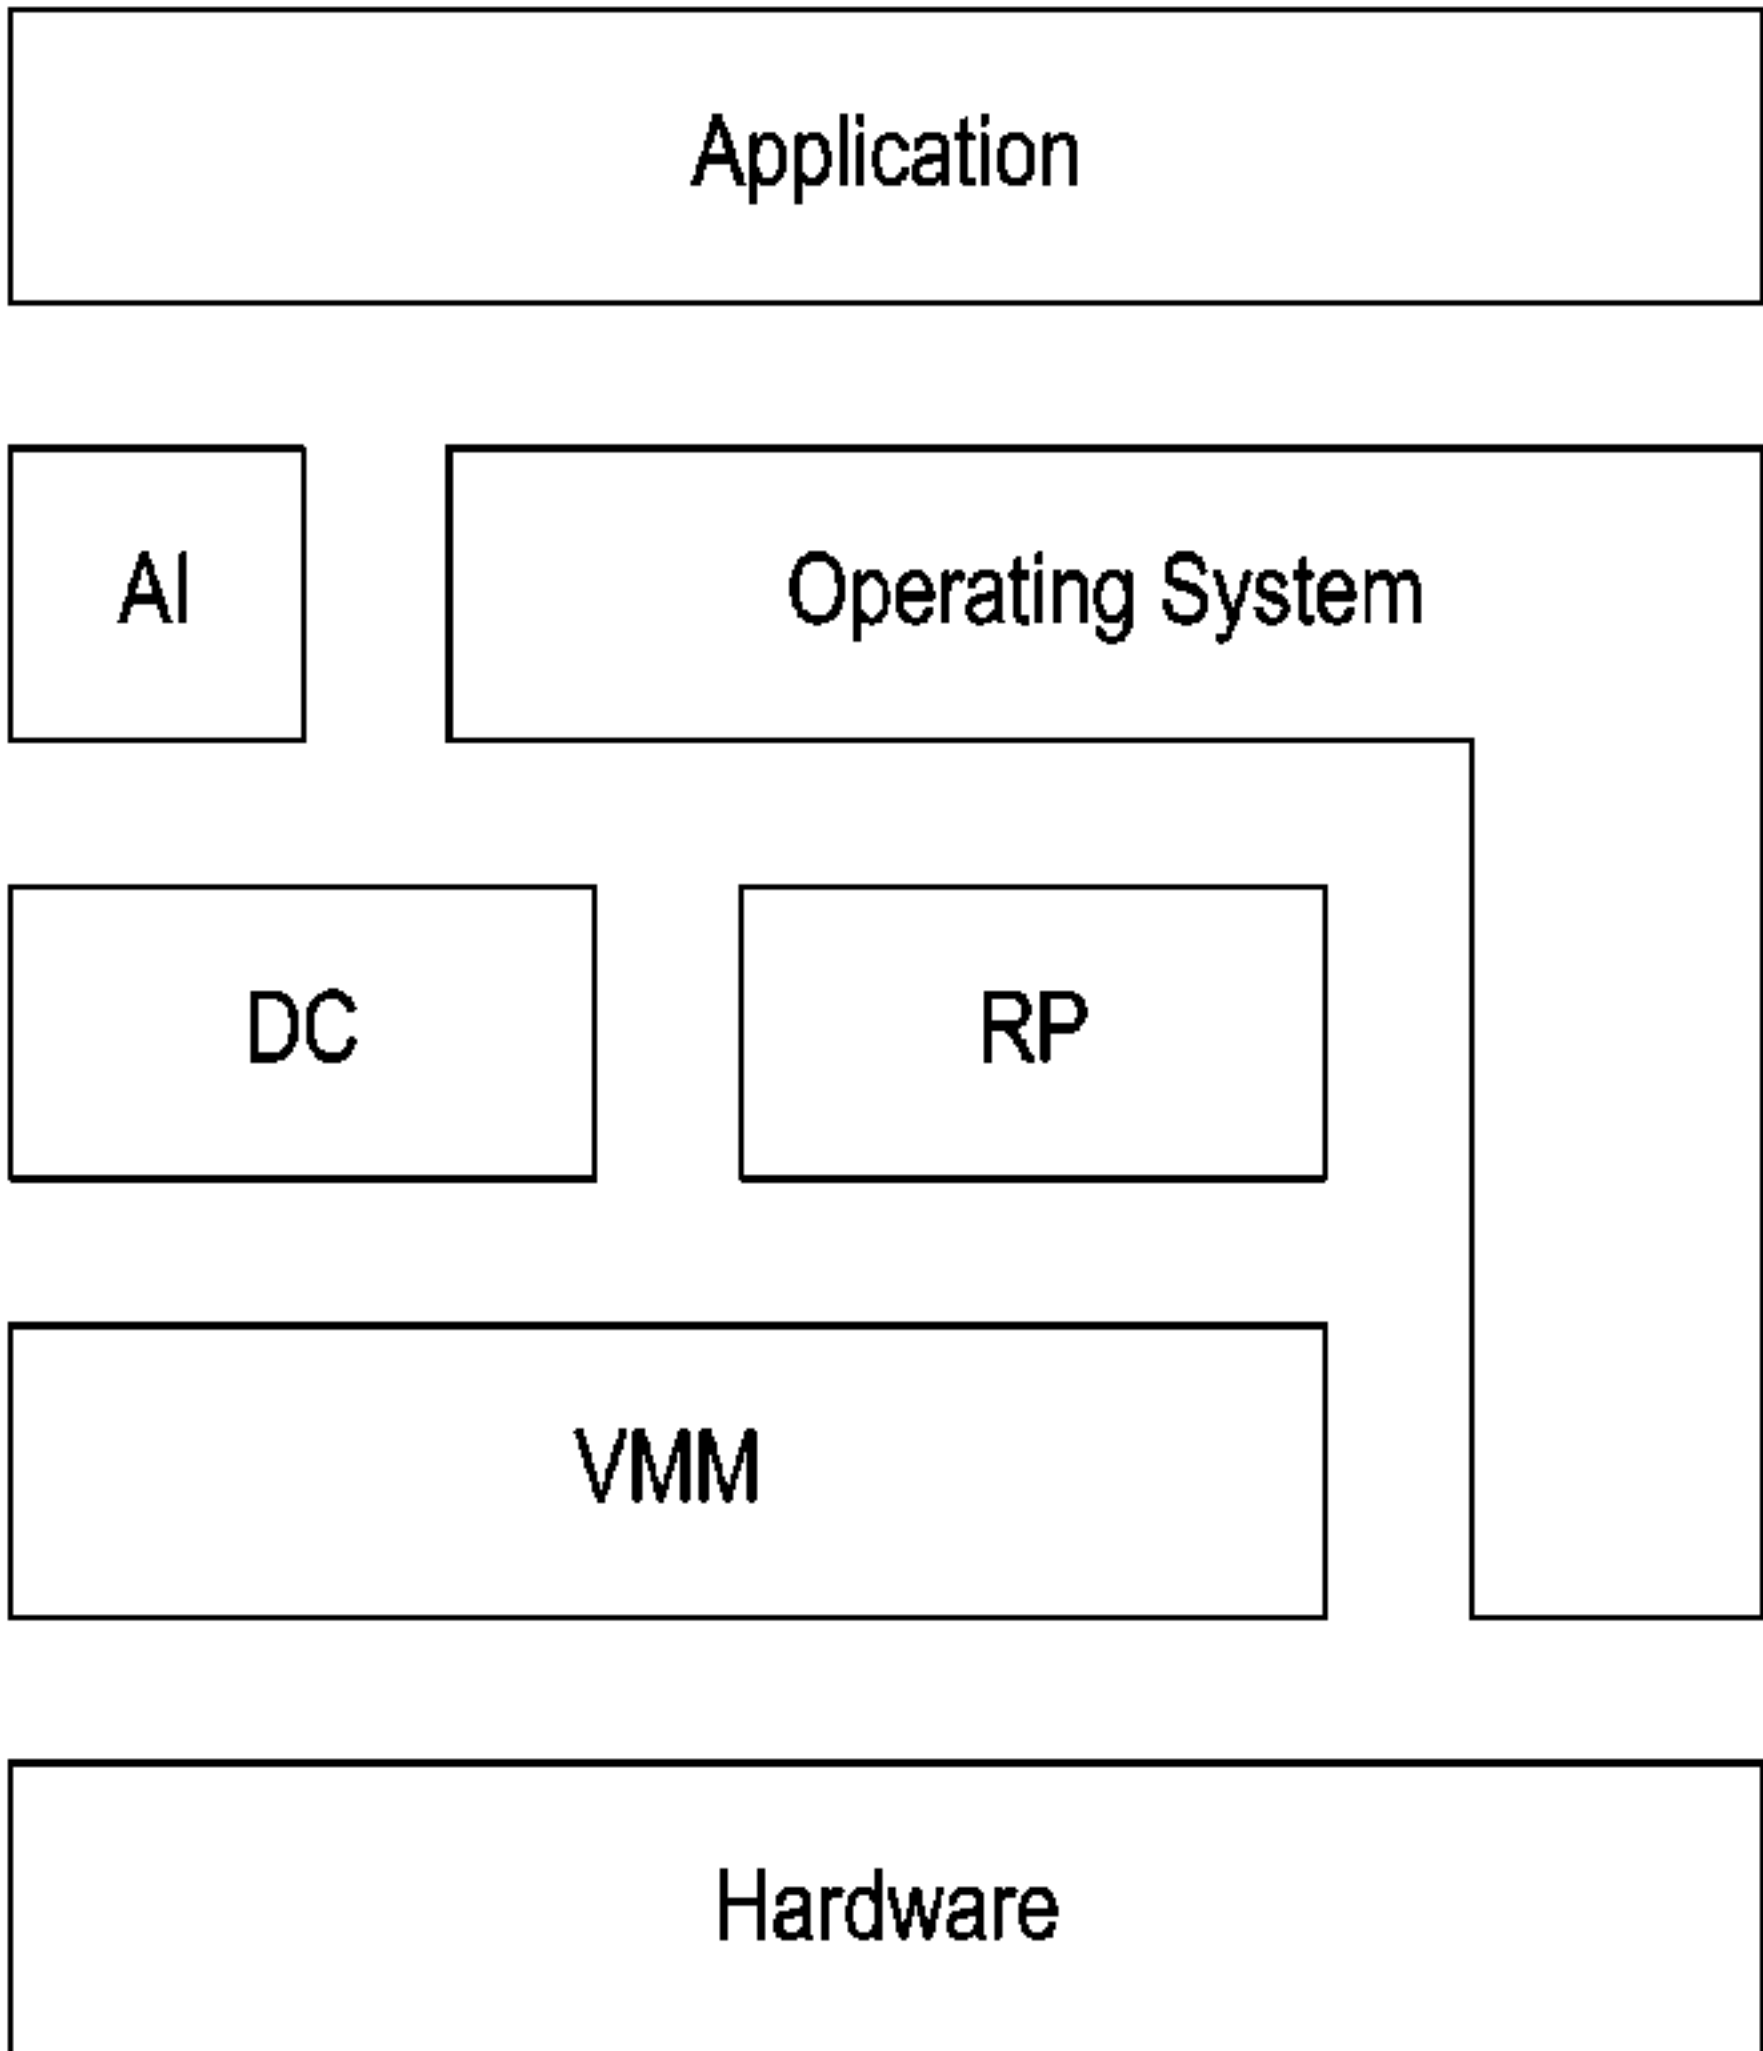 Application
AI
Operating System
DC
RP
VMM
Hardware